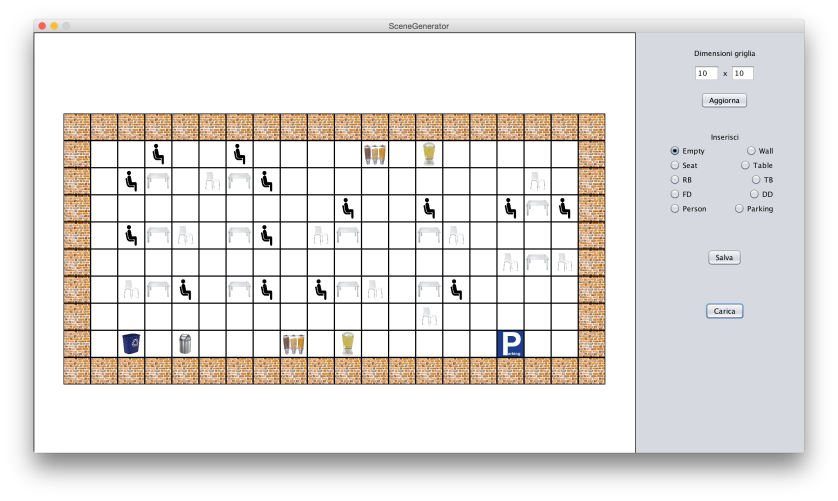 SceneGenerator
Dimensioni griglia
10 x 10
Aggiorna
Inserisci
Empty Wall
Seat Table
RB TB
FD DD
Person Parking
Salva
Carica
P
arking